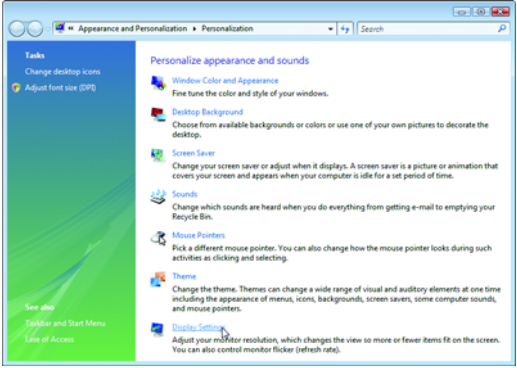 « Appearance and Personalization ▸ Personalization
Search
Tasks
Change desktop icons
Adjust font size (DPI)
Personalize appearance and sounds
Window Color and Appearance
Fine tune the color and style of your windows.
Desktop Background
Choose from available backgrounds or colors or use one of your own pictures to decorate the
desktop.
Screen Saver
Change your screen saver or adjust when it displays. A screen saver is a picture or animation that
covers your screen and appears when your computer is idle for a set period of time.
Sounds
Change which sounds are heard when you do everything from getting e-mail to emptying your
Recycle Bin.
Mouse Pointers
Pick a different mouse pointer. You can also change how the mouse pointer looks during such
activities as clicking and selecting.
Theme
Change the theme. Themes can change a wide range of visual and auditory elements at one time
including the appearance of menus, icons, backgrounds, screen savers, some computer sounds,
and mouse pointers.
Display Settings
Adjust your monitor resolution, which changes the view so more or fewer items fit on the screen.
You can also control monitor flicker (refresh rate).
See also
Taskbar and Start Menu
Ease of Access